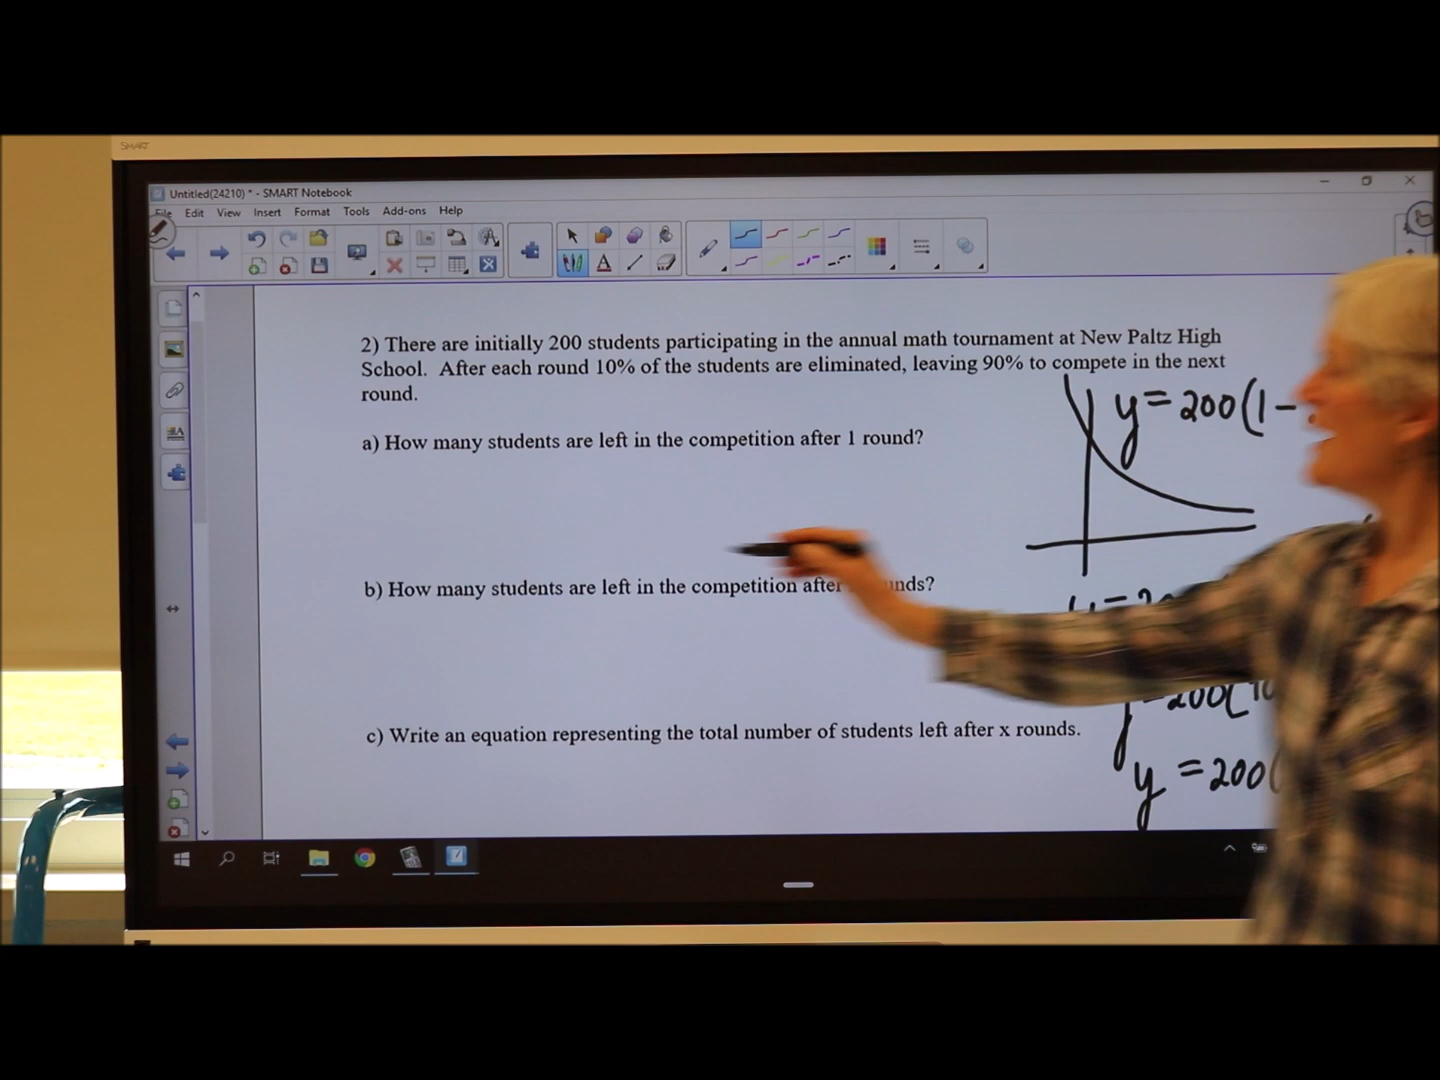 SMART
Untitled(24210) * - SMART Notebook
File Edit View Insert Format Tools Add-ons Help
2) There are initially 200 students participating in the annual math tournament at New Paltz High
School. After each round 10% of the students are eliminated, leaving 90% to compete in the next
round.
y = 200(1 -
a) How many students are left in the competition after 1 round?
b) How many students are left in the competition after
c) Write an equation representing the total number of students left after x rounds.
y = 200(